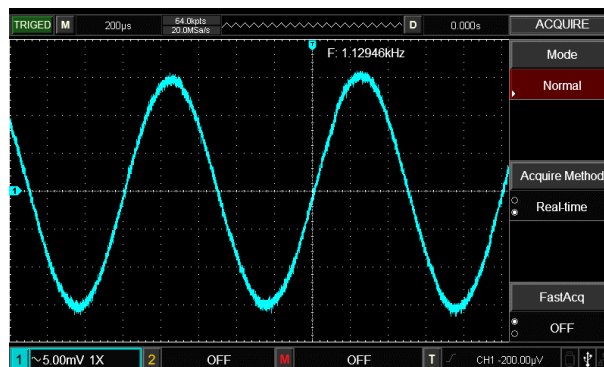 TRIGED M 200µs 64.0kpts D 0.000s ACQUIRE
20.0MSa/s
T
F: 1.12946kHz
Mode
Normal
Acquire Method
1
Real-time
FastAcq
OFF
1 ~5.00mV 1X 2 OFF M OFF T CH1 -200.00µV